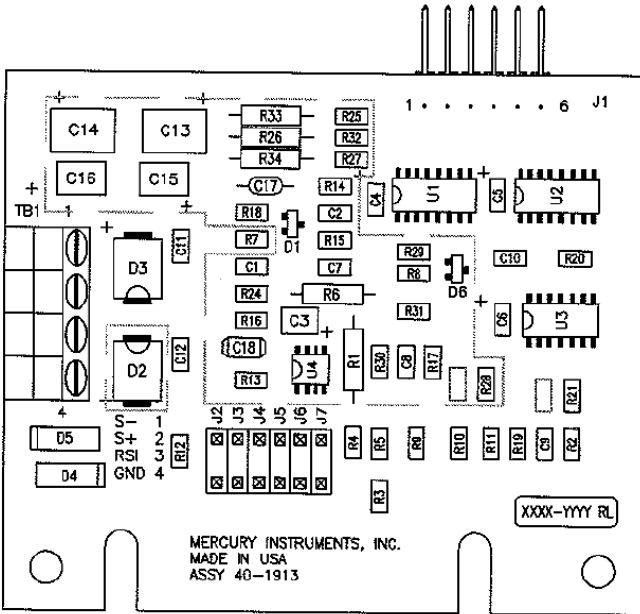 1 6 J1
C14 C13 R33 R25
R26 R32
R34 R27
C16 C15 C17 R14 C4 U1 C5 U2
+ + + + + +
TB1 1 R18 C2
D1
+ C11 R7 R15
D3 C1 C7 R29 C10 R20
R8 D6
R24 R6
R16 C3 + R31 C6 U3
C12 C18 U4 R1 R30 C8 R17
D2 R13 R28 R21
4 J2 J3 J4 J5 J6 J7
S- 1
D5 S+ 2 R12 R4 R5 R9 R10 R11 R19 C9 R2
RSI 3
D4 GND 4
R3
XXXX-YYY RL
MERCURY INSTRUMENTS, INC.
MADE IN USA
ASSY 40-1913